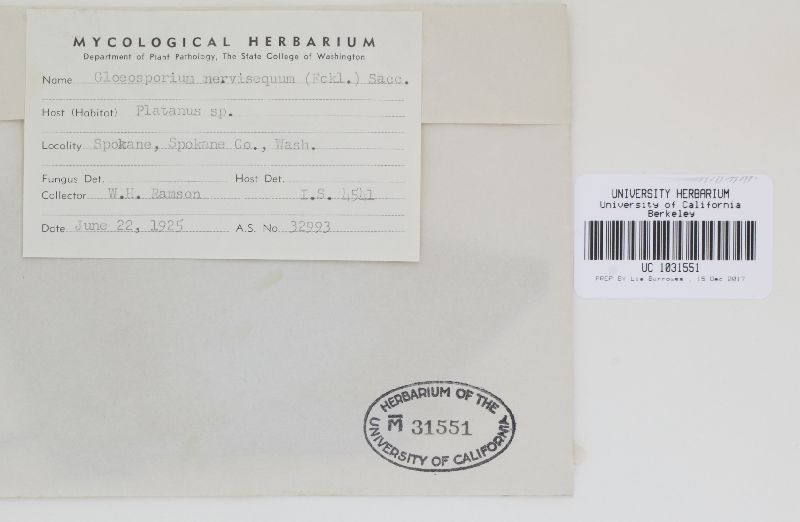 MYCOLOGICAL HERBARIUM
Department of Plant Pathology, The State College of Washington
Name Gloeosporium nervisequum (Fckl.) Sacc.
Host (Habitat) Platanus sp.
Locality Spokane, Spokane Co., Wash.
Fungus Det. Host Det.
Collector W.H. Ramson I.S. 4541
Date June 22, 1925 A.S. No. 32993
UNIVERSITY HERBARIUM
University of California
Berkeley
UC 1031551
PREP BY Lis Burrowes , 15 Dec 2017
HERBARIUM OF THE
M 31551
UNIVERSITY OF CALIFORNIA